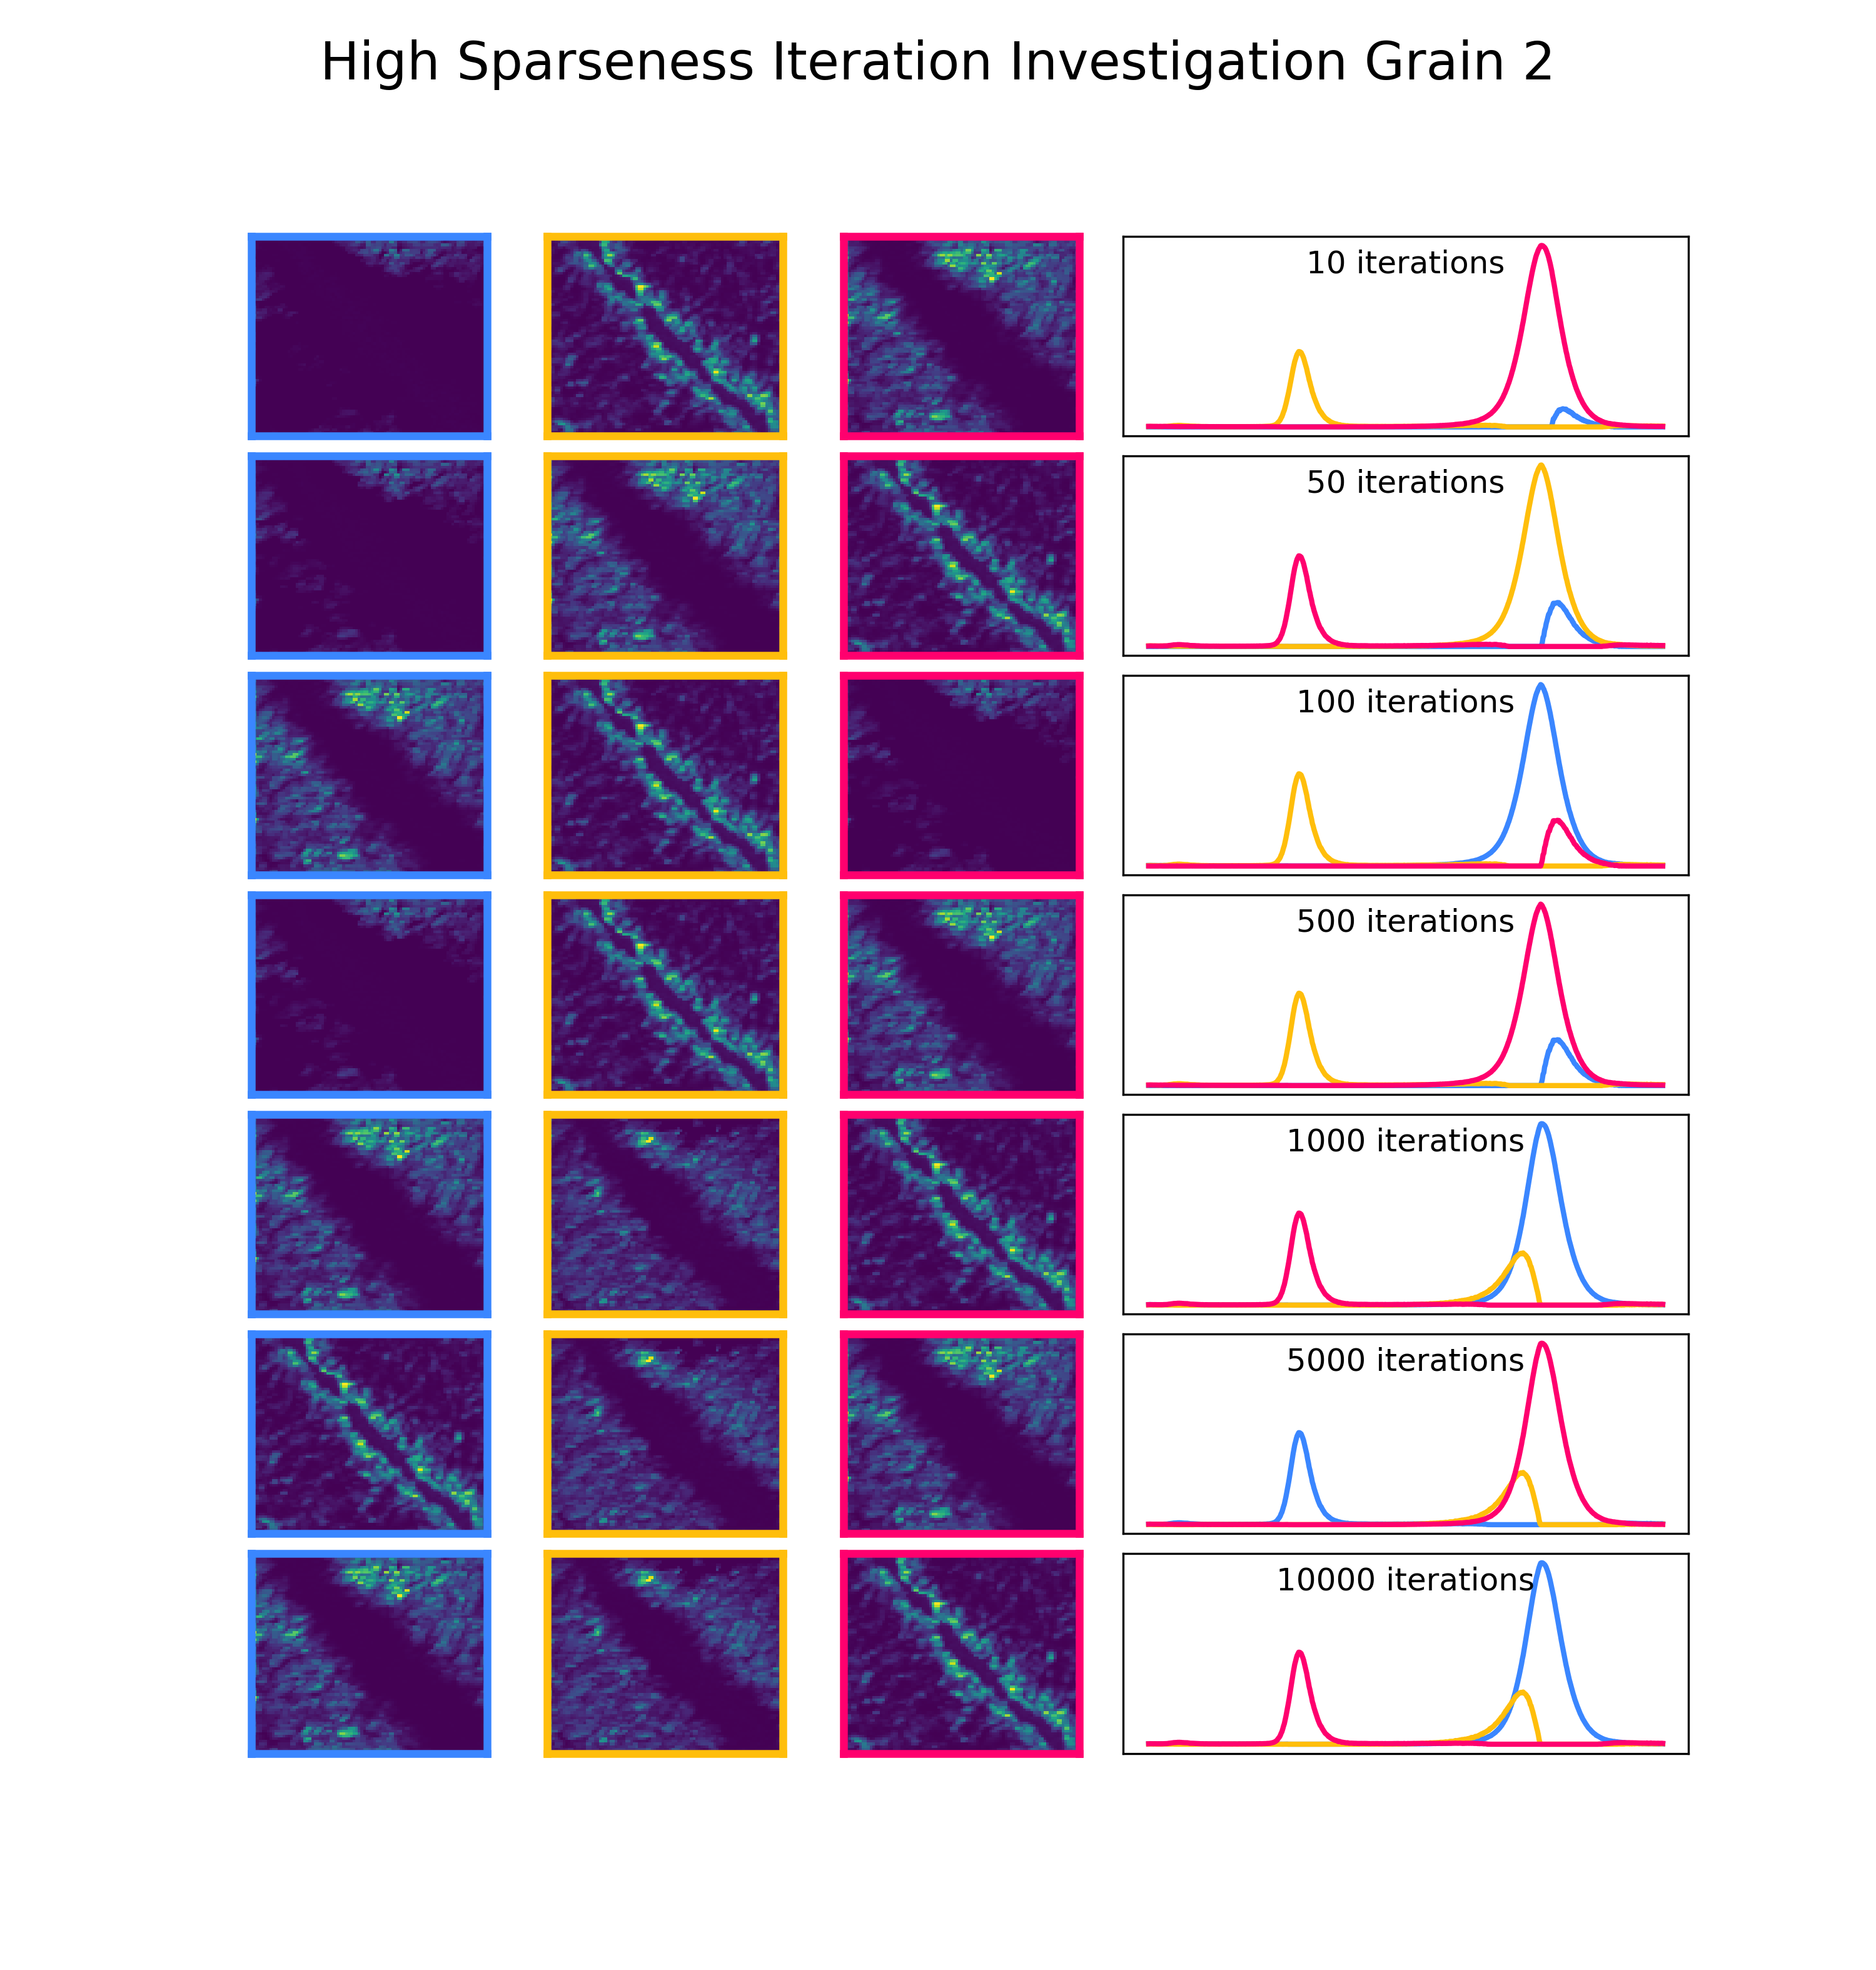 High Sparseness Iteration Investigation Grain 2
10 iterations
50 iterations
100 iterations
500 iterations
1000 iterations
5000 iterations
10000 iterations